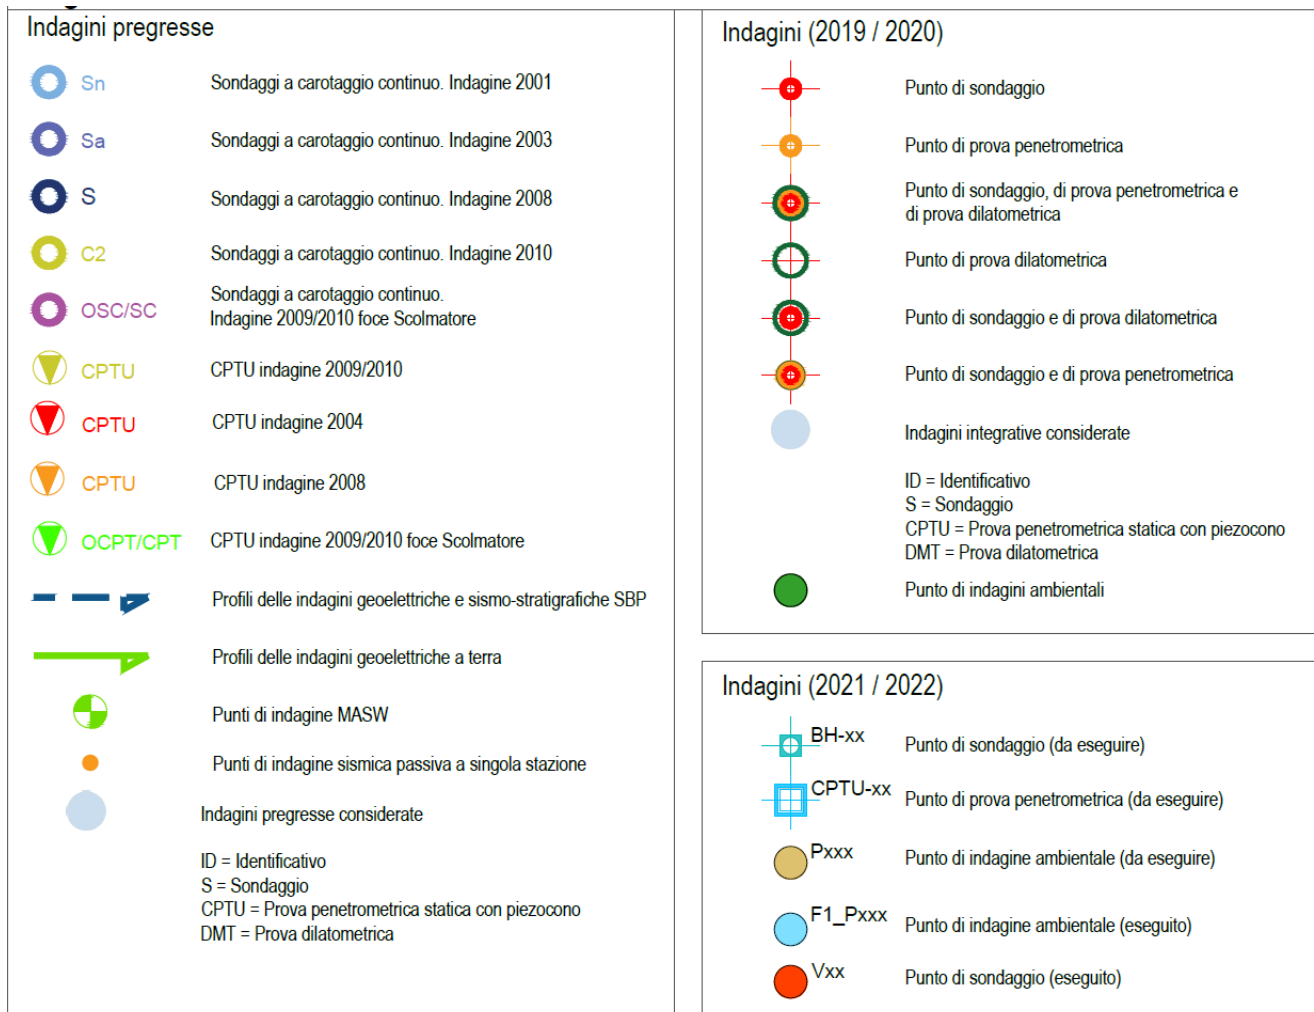 Indagini pregresse
Sn Sondaggi a carotaggio continuo. Indagine 2001
Sa Sondaggi a carotaggio continuo. Indagine 2003
S Sondaggi a carotaggio continuo. Indagine 2008
C2 Sondaggi a carotaggio continuo. Indagine 2010
OSC/SC Sondaggi a carotaggio continuo.
Indagine 2009/2010 foce Scolmatore
CPTU CPTU indagine 2009/2010
CPTU CPTU indagine 2004
CPTU CPTU indagine 2008
OCPT/CPT CPTU indagine 2009/2010 foce Scolmatore
Profili delle indagini geoelettriche e sismo-stratigrafiche SBP
Profili delle indagini geoelettriche a terra
Punti di indagine MASW
Punti di indagine sismica passiva a singola stazione
Indagini pregresse considerate
ID = Identificativo
S = Sondaggio
CPTU = Prova penetrometrica statica con piezocono
DMT = Prova dilatometrica
Indagini (2019 / 2020)
Punto di sondaggio
Punto di prova penetrometrica
Punto di sondaggio, di prova penetrometrica e
di prova dilatometrica
Punto di prova dilatometrica
Punto di sondaggio e di prova dilatometrica
Punto di sondaggio e di prova penetrometrica
Indagini integrative considerate
ID = Identificativo
S = Sondaggio
CPTU = Prova penetrometrica statica con piezocono
DMT = Prova dilatometrica
Punto di indagini ambientali
Indagini (2021 / 2022)
BH-xx Punto di sondaggio (da eseguire)
CPTU-xx Punto di prova penetrometrica (da eseguire)
Pxxx Punto di indagine ambientale (da eseguire)
F1_Pxxx Punto di indagine ambientale (eseguito)
Vxx Punto di sondaggio (eseguito)